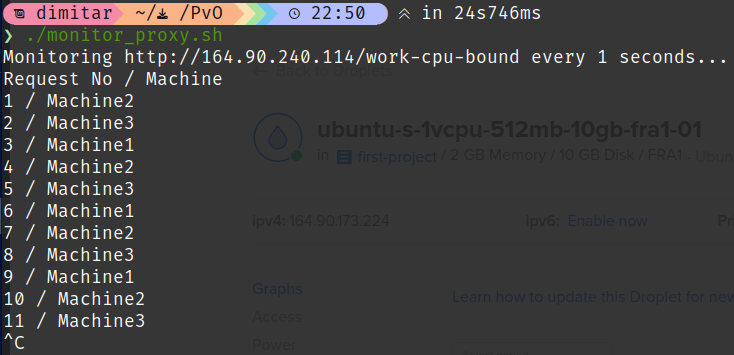 dimitar ~/ /PvO 22:50 in 24s746ms
❯ ./monitor_proxy.sh
Monitoring http://164.90.240.114/work-cpu-bound every 1 seconds...
Request No / Machine
← Back to Droplets
1 / Machine2
2 / Machine3
ubuntu-s-1vcpu-512mb-10gb-fra1-01
3 / Machine1
in first-project / 2 GB Memory / 10 GB Disk / FRA1 - Ubun
4 / Machine2
5 / Machine3
6 / Machine1
ipv4: 164.90.173.224 ipv6: Enable now
7 / Machine2
8 / Machine3
9 / Machine1
Graphs
10 / Machine2
Learn how to update this Droplet for new
11 / Machine3
Access
^C
Power